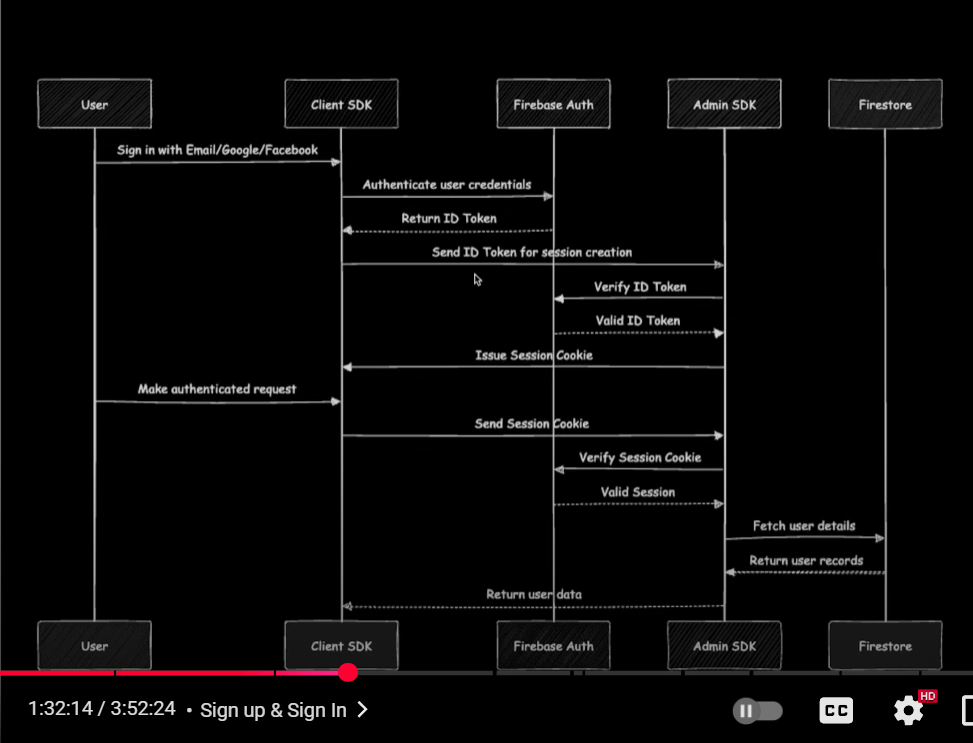 User
Client SDK
Firebase Auth
Admin SDK
Firestore
Sign in with Email/Google/Facebook
Authenticate user credentials
Return ID Token
Send ID Token for session creation
Verify ID Token
Valid ID Token
Issue Session Cookie
Make authenticated request
Send Session Cookie
Verify Session Cookie
Valid Session
Fetch user details
Return user records
Return user data
User
Client SDK
Firebase Auth
Admin SDK
Firestore
1:32:14 / 3:52:24 • Sign up & Sign In
CC
HD